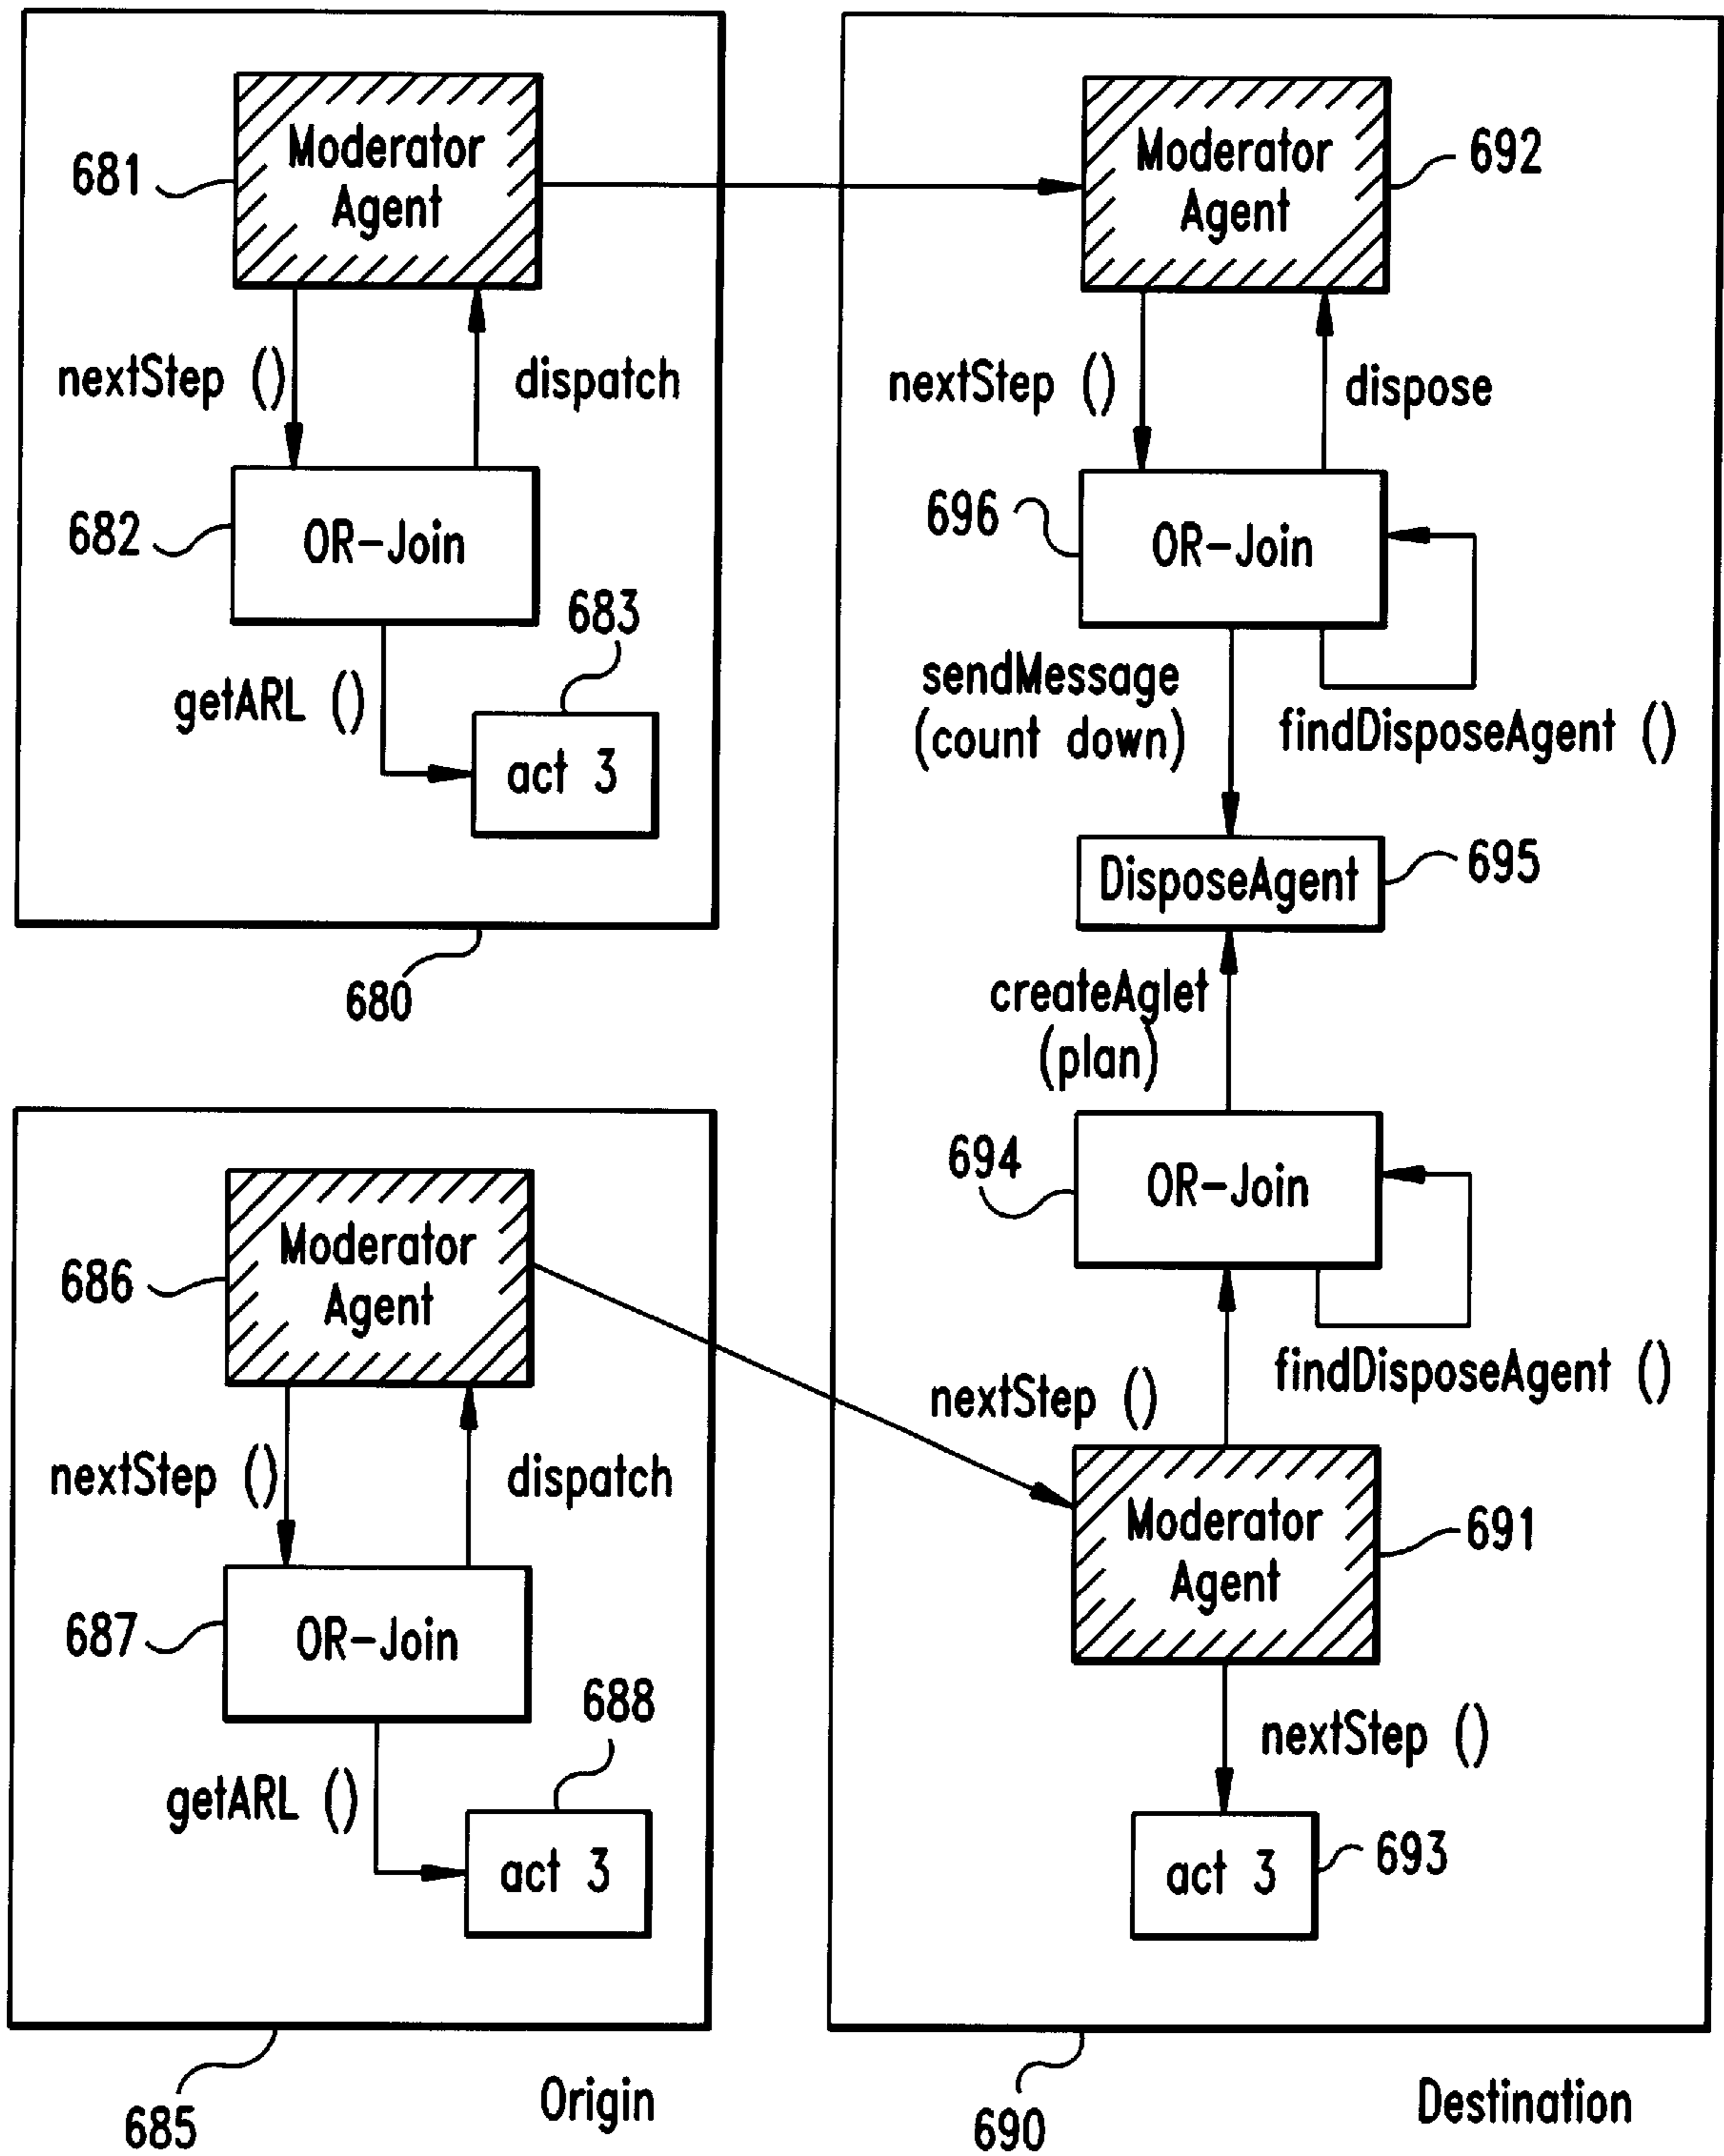 Moderator
Agent
681
nextStep ()
dispatch
682
OR-Join
683
getARL ()
act 3
680
Moderator
Agent
686
nextStep ()
dispatch
687
OR-Join
688
getARL ()
act 3
685
Origin
Moderator
Agent
692
nextStep ()
dispose
696
OR-Join
sendMessage
(count down)
findDisposeAgent ()
DisposeAgent
695
createAglet
(plan)
694
OR-Join
findDisposeAgent ()
nextStep ()
Moderator
Agent
691
nextStep ()
act 3
693
690
Destination